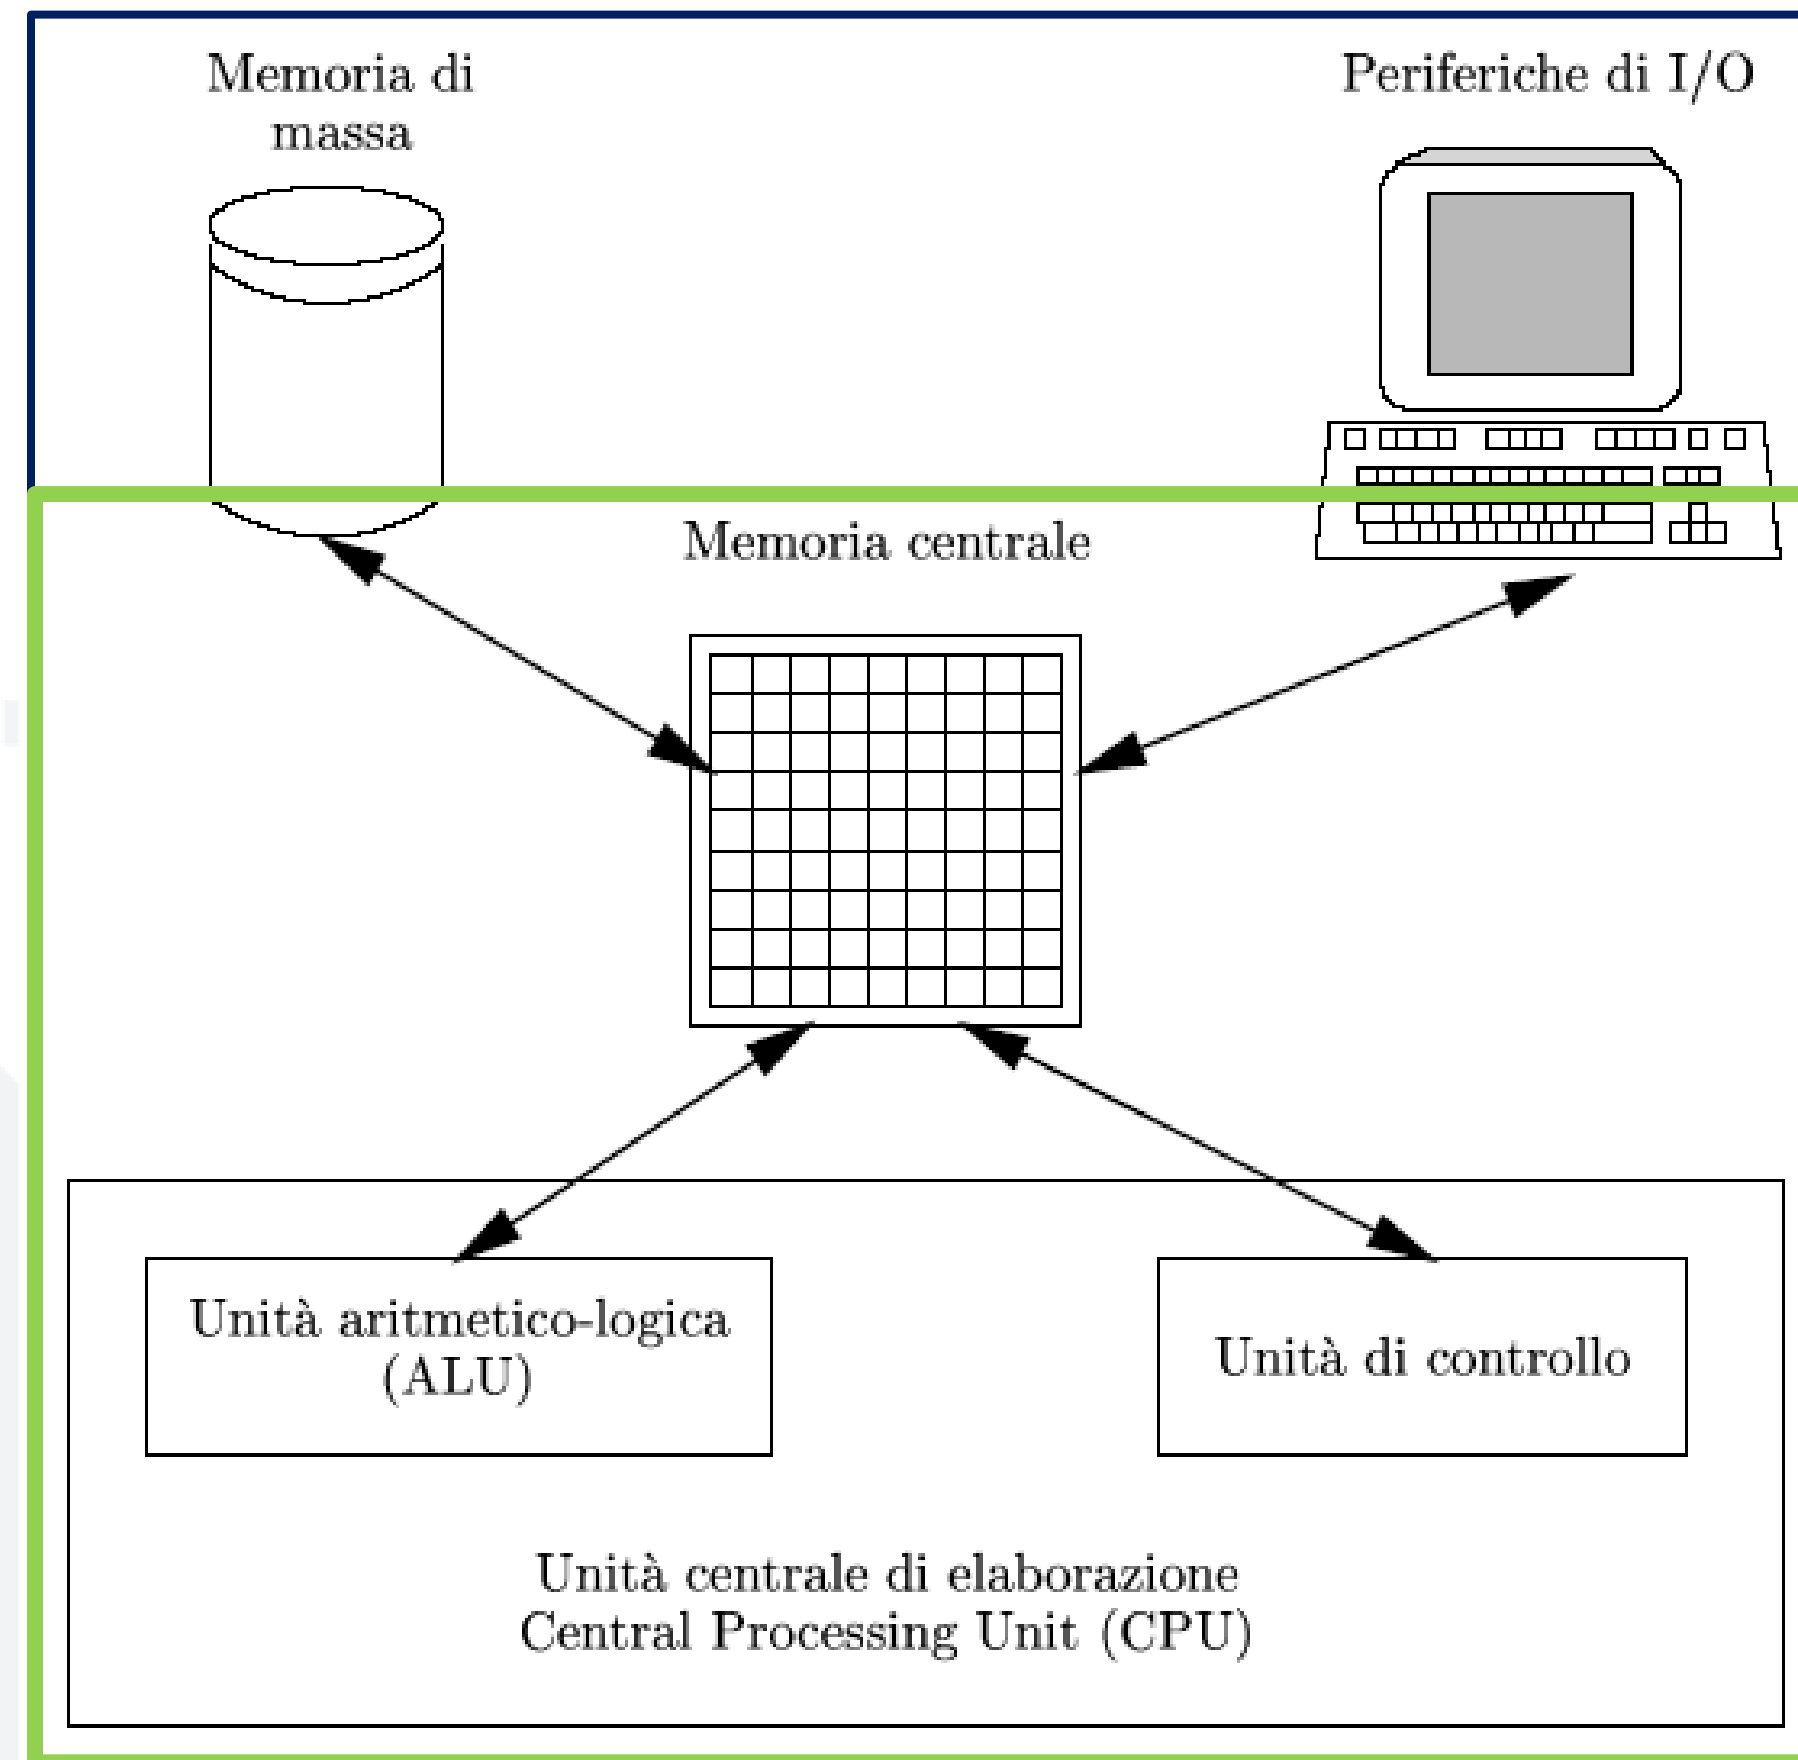 Memoria di
massa
Periferiche di I/O
Memoria centrale
Unità aritmetico-logica
(ALU)
Unità di controllo
Unità centrale di elaborazione
Central Processing Unit (CPU)